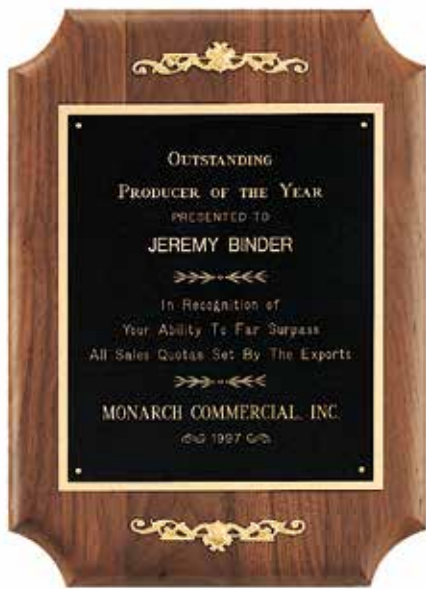 OUTSTANDING
PRODUCER OF THE YEAR
PRESENTED TO
JEREMY BINDER
In Recognition of
Your Ability To Far Surpass
All Sales Quotas Set By The Exports
MONARCH COMMERCIAL, INC.
1997